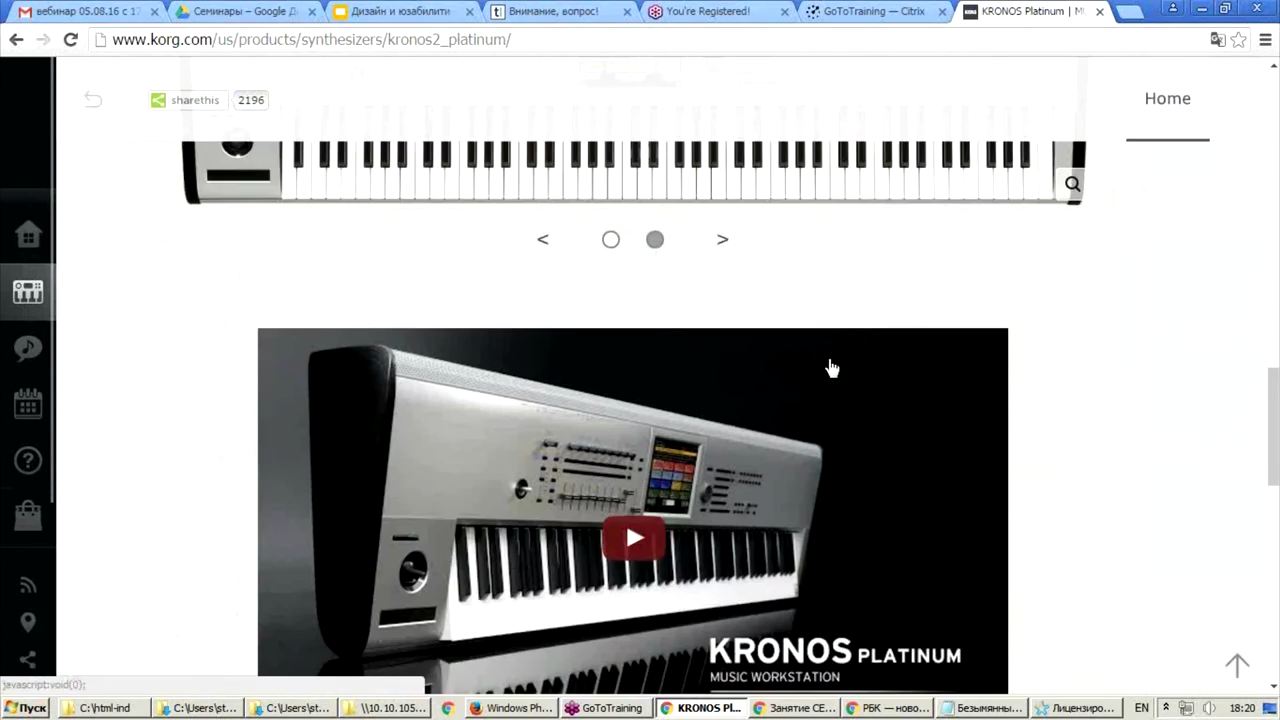 вебинар 05.08.16 с 17
Семинары – Google Д
Дизайн и юзабилити
Внимание, вопрос!
You're Registered!
GoToTraining — Citrix
KRONOS Platinum | M
www.korg.com/us/products/synthesizers/kronos2_platinum/
sharethis
2196
Home
<
>
KRONOS PLATINUM
MUSIC WORKSTATION
javascript:void(0);
Пуск
C:\html-ind
C:\Users\st...
C:\Users\st...
\\10.10.105...
Windows Ph...
GoToTraining
KRONOS Pl...
Занятие CE...
РБК — ново...
Безымянны...
Лицензиро...
EN
18:20